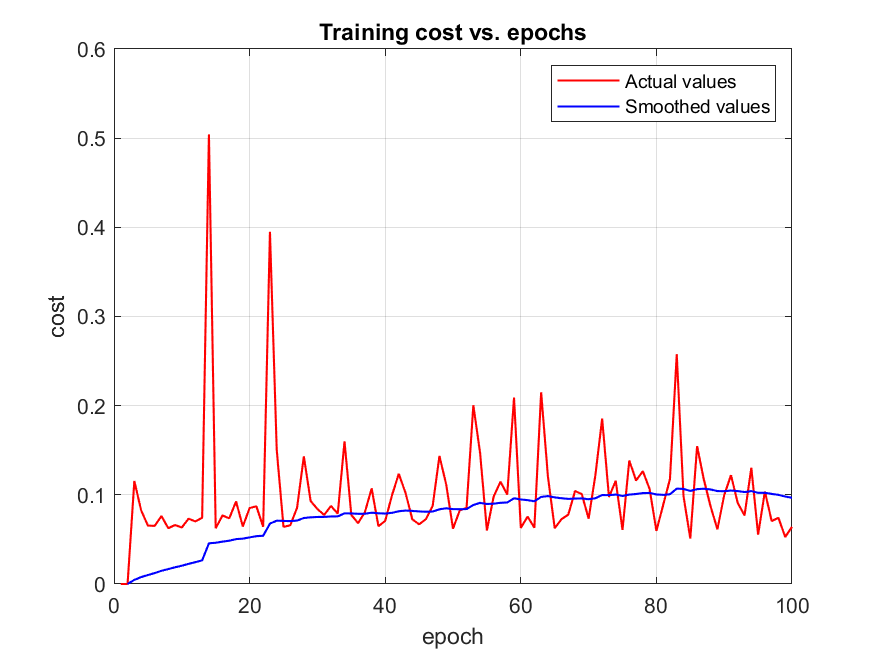 Training cost vs. epochs
Actual values
Smoothed values
0.6
0.5
0.4
0.3
0.2
0.1
0
cost
0 20 40 60 80 100
epoch